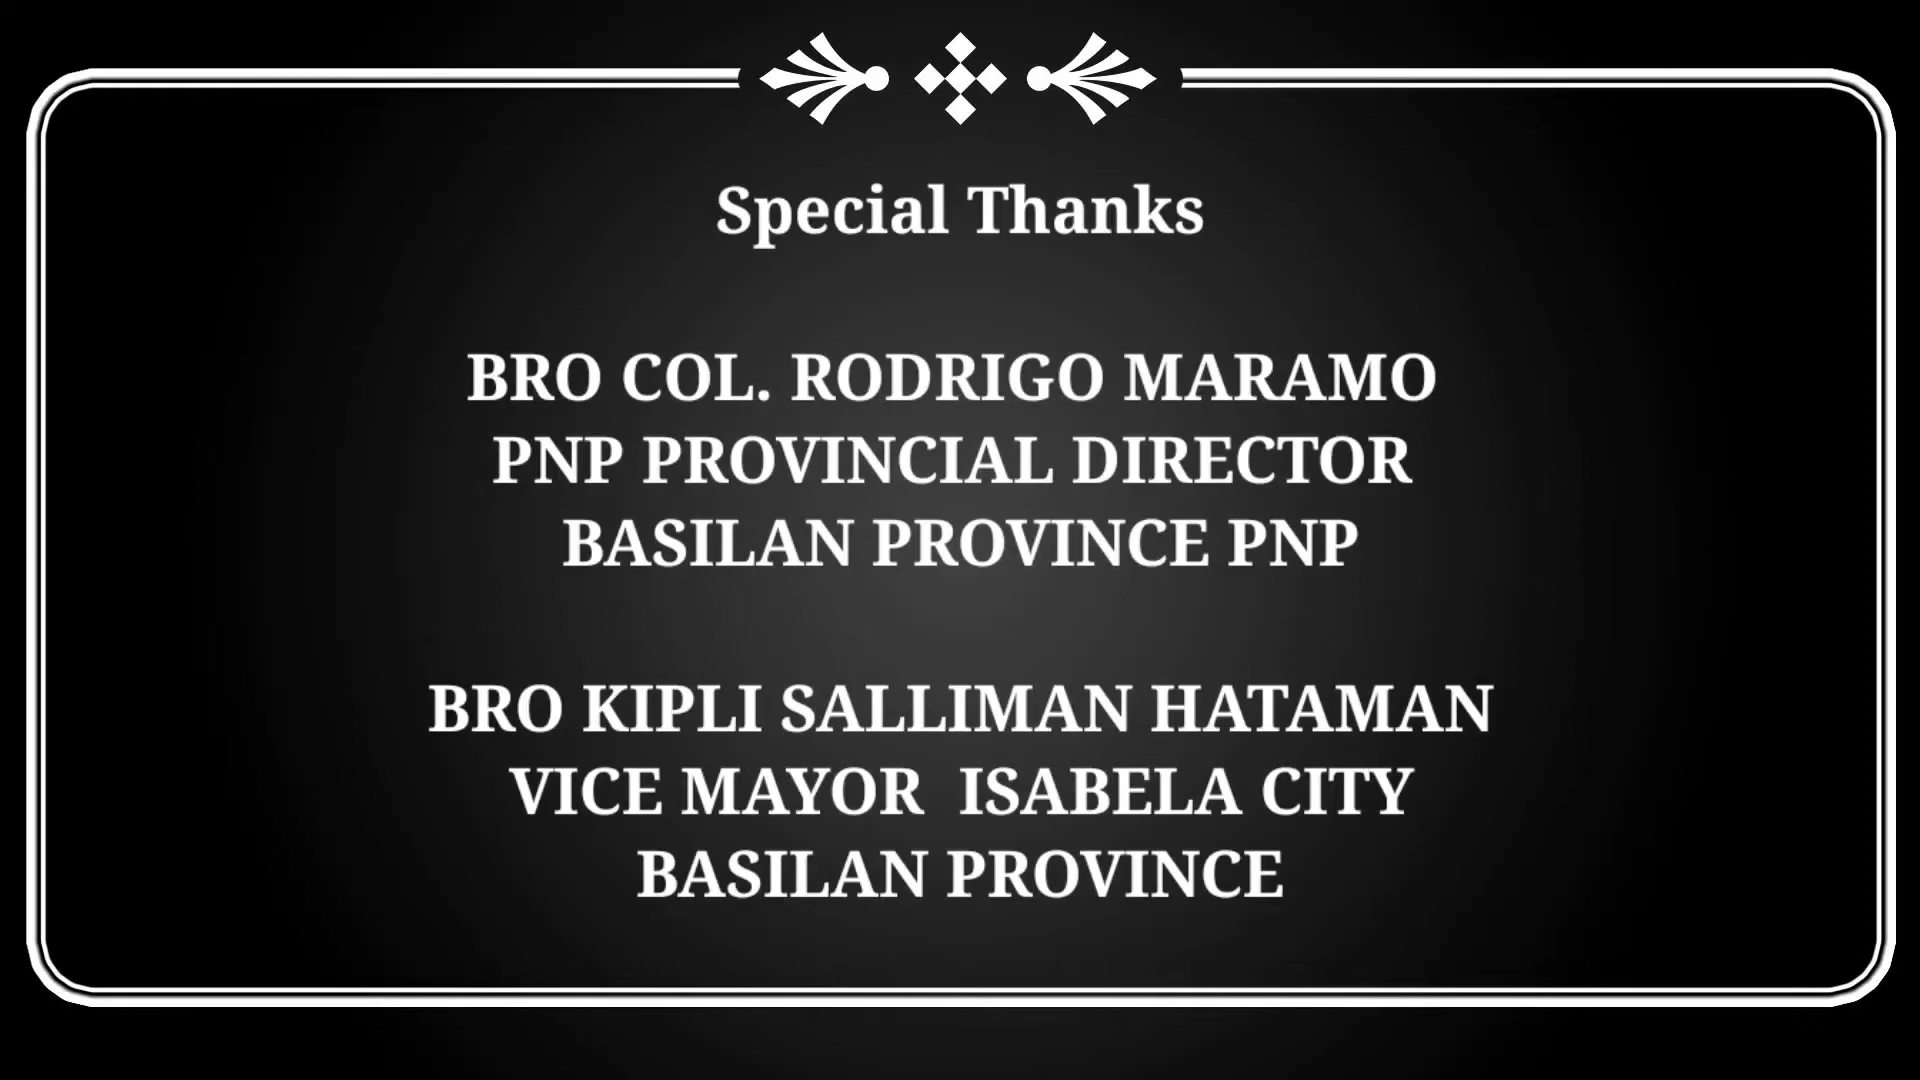 Special Thanks
BRO COL. RODRIGO MARAMO
PNP PROVINCIAL DIRECTOR
BASILAN PROVINCE PNP
BRO KIPLI SALLIMAN HATAMAN
VICE MAYOR  ISABELA CITY
BASILAN PROVINCE